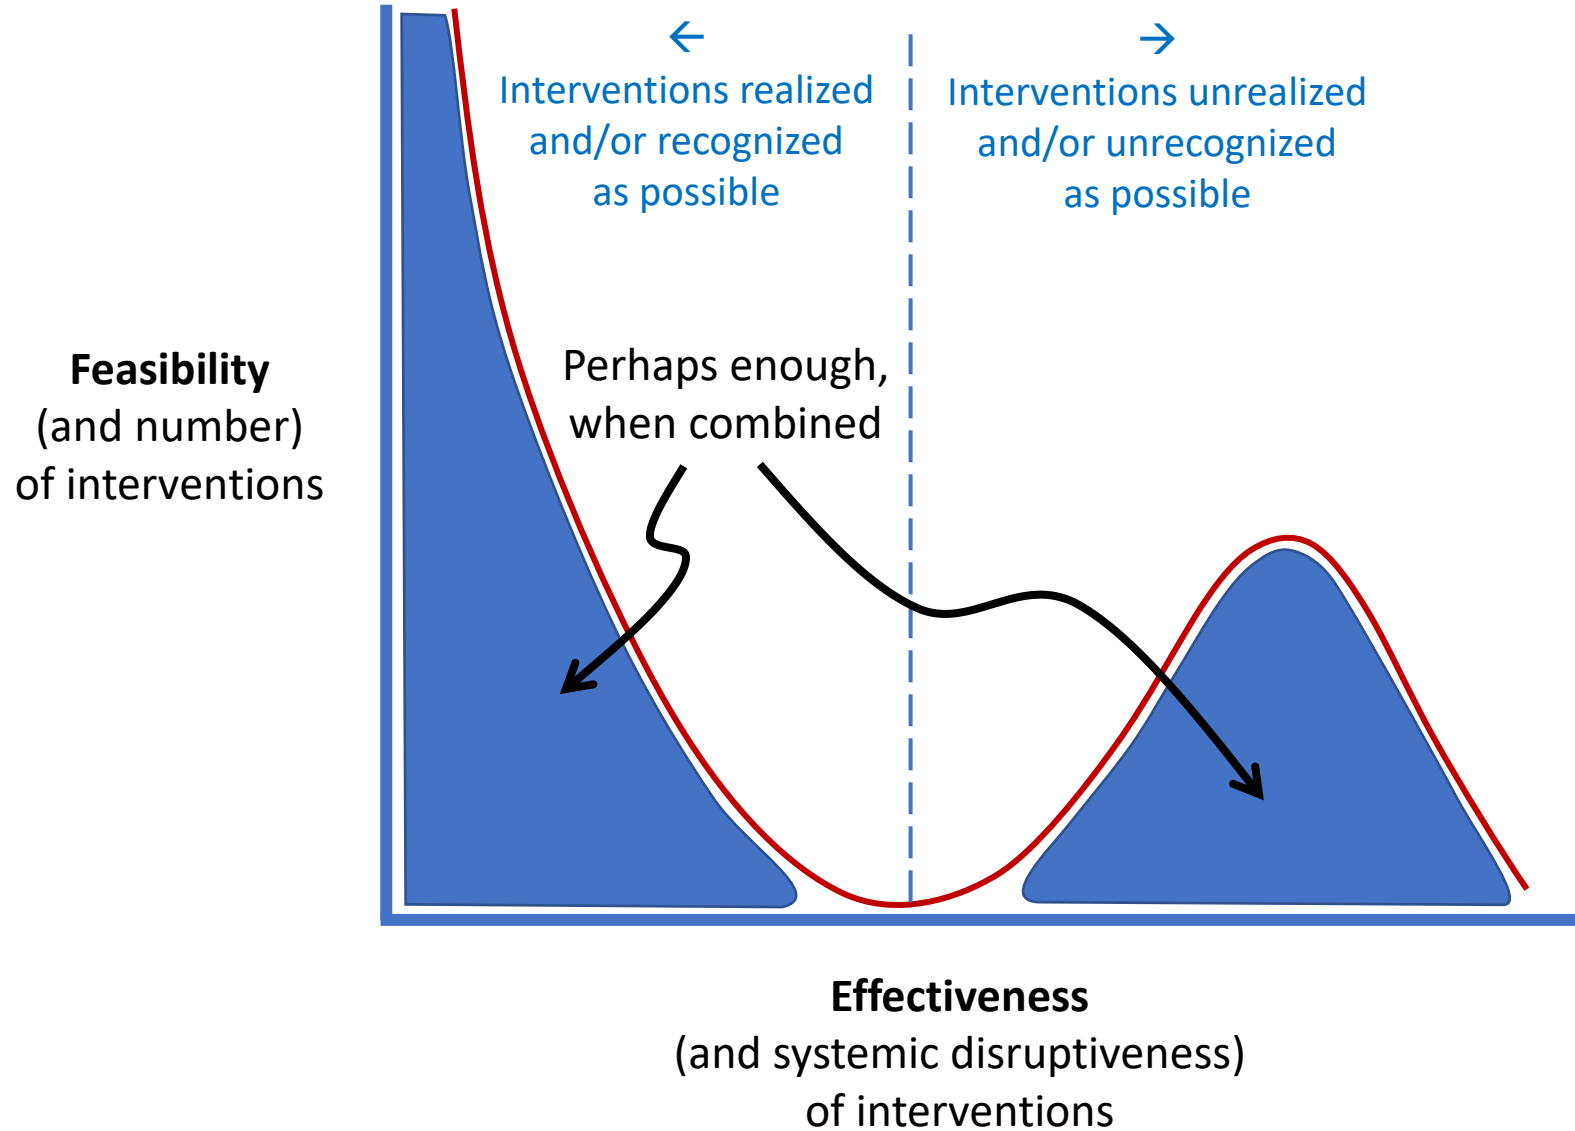 ←
Interventions realized
and/or recognized
as possible
→
Interventions unrealized
and/or unrecognized
as possible
Perhaps enough,
when combined
Feasibility
(and number)
of interventions
Effectiveness
(and systemic disruptiveness)
of interventions